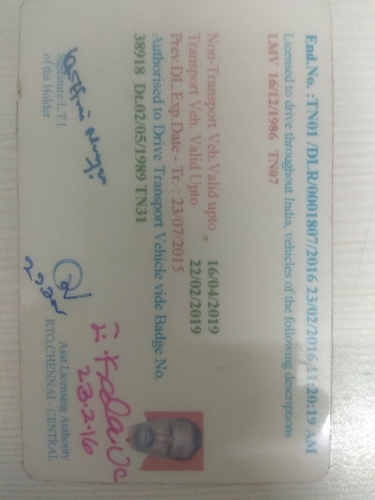 End. No. :TN01 /DLR/0001807/2016 23/02/2016 11:20:19 AM
Licensed to drive throughout India, vehicles of the following descriptions
LMV 16/12/1986 TN07
Non-Transport Veh.Valid upto 16/04/2019
Transport Veh. Valid Upto 22/02/2019
Prev.DL.Exp.Date - Tr. : 23/07/2015
Authorised to Drive Transport Vehicle vide Badge No.
38918 Dt.02/05/1989 TN31
Signature/L.T.I
of the Holder
23.2.16
Asst Licensing Authority
RTO,CHENNAI - CENTRAL